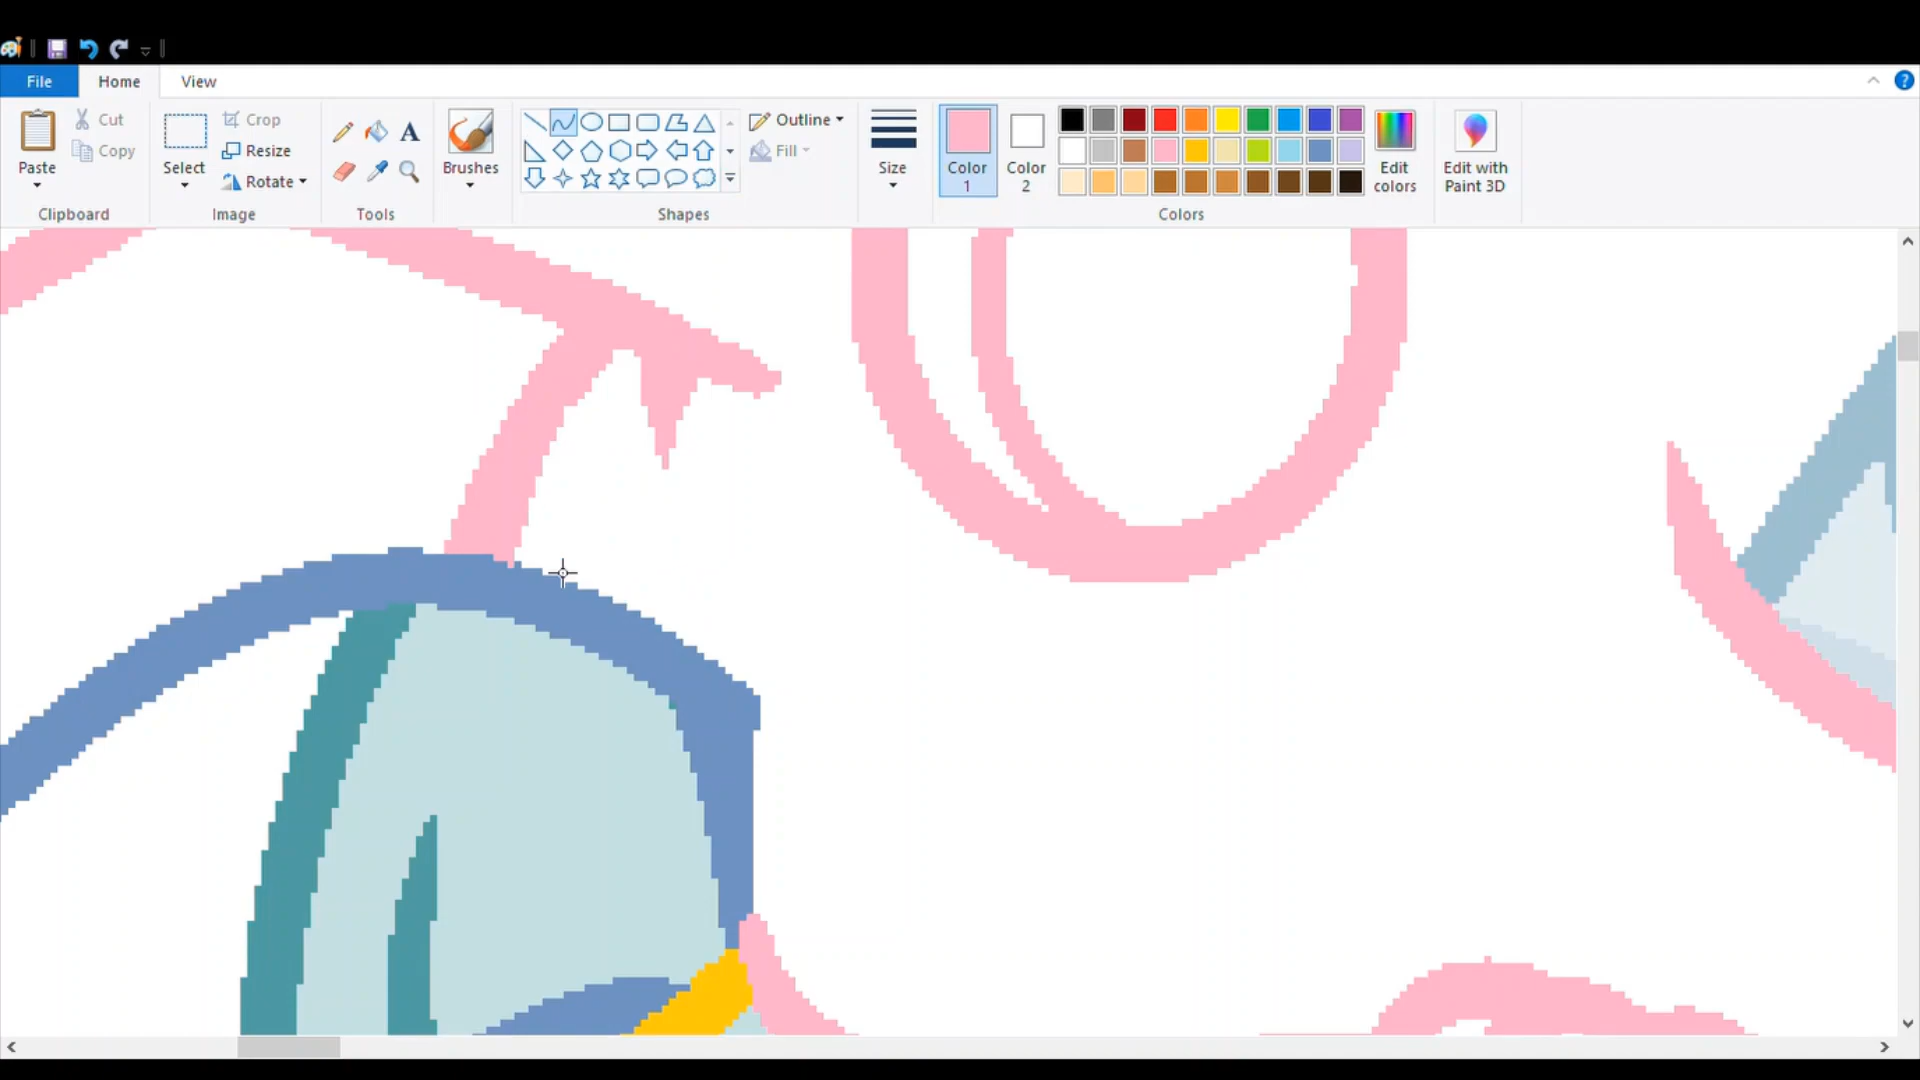 File Home View
Paste Cut Copy
Clipboard
Select Crop Resize Rotate
Image
A
Tools
Brushes
Shapes
Outline
Fill
Size
Color 1
Color 2
Edit colors
Colors
Edit with Paint 3D
?